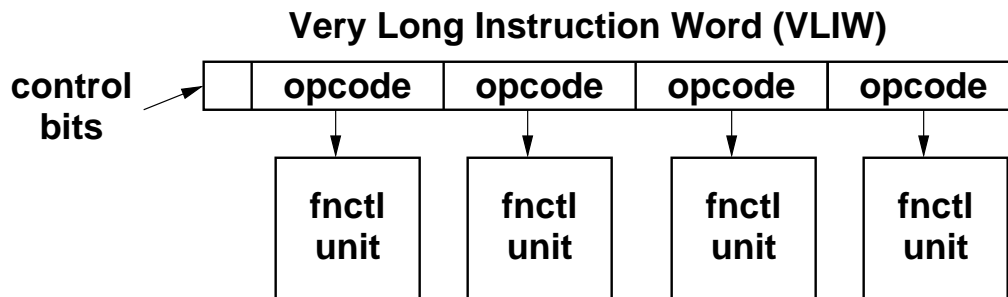 Very Long Instruction Word (VLIW)
control
bits
opcode opcode opcode opcode
fnctl fnctl fnctl fnctl
unit unit unit unit